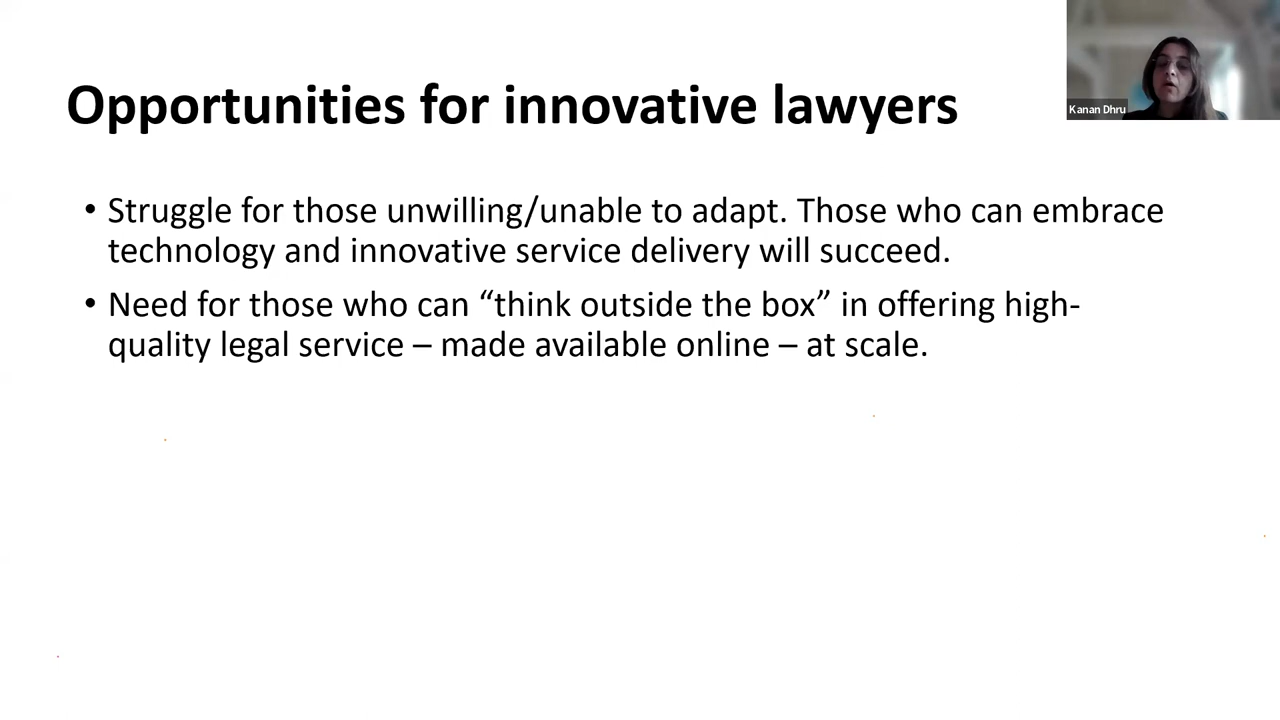 Opportunities for innovative lawyers
Kanan Dhru
• Struggle for those unwilling/unable to adapt. Those who can embrace
technology and innovative service delivery will succeed.
• Need for those who can “think outside the box” in offering high-
quality legal service – made available online – at scale.